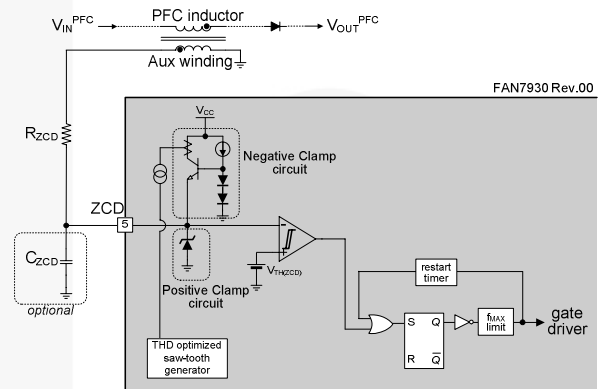 PFC inductor
V_IN^PFC
V_OUT^PFC
Aux winding
FAN7930 Rev.00
V_CC
R_ZCD
Negative Clamp
circuit
ZCD
5
C_ZCD
optional
V_TH(ZCD)
Positive Clamp
circuit
restart
timer
THD optimized
saw-tooth
generator
S Q
R Q̅
f_MAX
limit
gate
driver